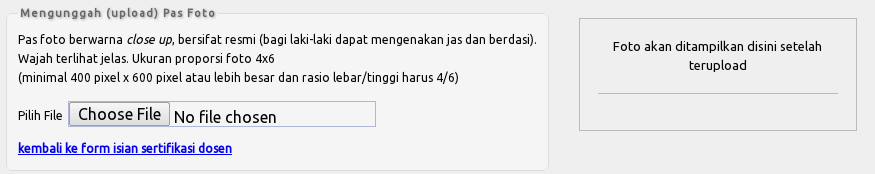 Mengunggah (upload) Pas Foto
Pas foto berwarna close up, bersifat resmi (bagi laki-laki dapat mengenakan jas dan berdasi).
Wajah terlihat jelas. Ukuran proporsi foto 4x6
(minimal 400 pixel x 600 pixel atau lebih besar dan rasio lebar/tinggi harus 4/6)
Pilih File Choose File No file chosen
kembali ke form isian sertifikasi dosen
Foto akan ditampilkan disini setelah
terupload